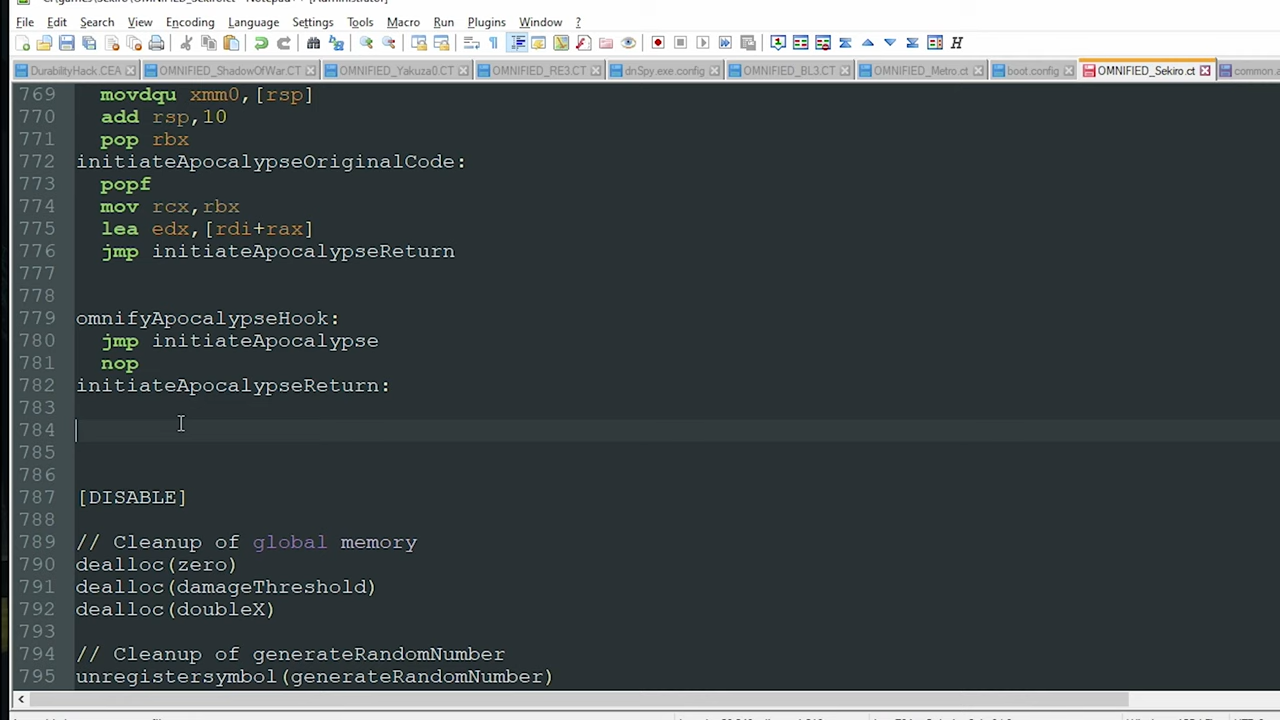 File Edit Search View Encoding Language Settings Tools Macro Run Plugins Window ?
DurabilityHack.CEA OMNIFIED_ShadowOfWar.CT OMNIFIED_Yakuza0.CT OMNIFIED_RE3.CT dnSpy.exe.config OMNIFIED_BL3.CT OMNIFIED_Metro.ct boot.config OMNIFIED_Sekiro.ct
769 movdqu xmm0,[rsp]
770 add rsp,10
771 pop rbx
772 initiateApocalypseOriginalCode:
773 popf
774 mov rcx,rbx
775 lea edx,[rdi+rax]
776 jmp initiateApocalypseReturn
777
778
779 omnifyApocalypseHook:
780 jmp initiateApocalypse
781 nop
782 initiateApocalypseReturn:
783
784
785
786
787 [DISABLE]
788
789 // Cleanup of global memory
790 dealloc(zero)
791 dealloc(damageThreshold)
792 dealloc(doubleX)
793
794 // Cleanup of generateRandomNumber
795 unregistersymbol(generateRandomNumber)